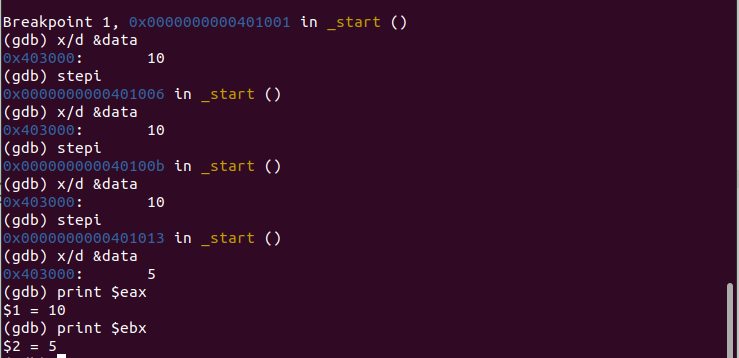 Breakpoint 1, 0x0000000000401001 in _start ()
(gdb) x/d &data
0x403000:       10
(gdb) stepi
0x0000000000401006 in _start ()
(gdb) x/d &data
0x403000:       10
(gdb) stepi
0x000000000040100b in _start ()
(gdb) x/d &data
0x403000:       10
(gdb) stepi
0x0000000000401013 in _start ()
(gdb) x/d &data
0x403000:       5
(gdb) print $eax
$1 = 10
(gdb) print $ebx
$2 = 5